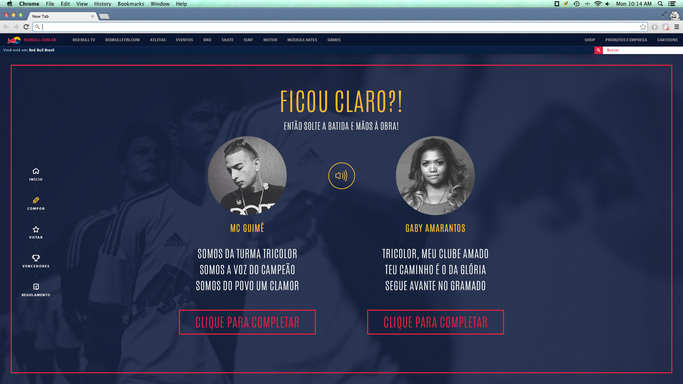 Chrome File Edit View History Bookmarks Window Help Mon 10:14 AM
New Tab
REDBULL.COM.BR RED BULL TV REDBULLETIN.COM ATLETAS EVENTOS BIKE SKATE SURF MOTOR MÚSICA E ARTES GAMES SHOP PRODUTOS E EMPRESA CARTOONS
Você está em: Red Bull Brasil Buscar
FICOU CLARO?!
ENTÃO SOLTE A BATIDA E MÃOS À OBRA!
INÍCIO
COMPOR
VOTAR
VENCEDORES
REGULAMENTO
MC GUIMÊ
SOMOS DA TURMA TRICOLOR
SOMOS A VOZ DO CAMPEÃO
SOMOS DO POVO UM CLAMOR
CLIQUE PARA COMPLETAR
GABY AMARANTOS
TRICOLOR, MEU CLUBE AMADO
TEU CAMINHO É O DA GLÓRIA
SEGUE AVANTE NO GRAMADO
CLIQUE PARA COMPLETAR